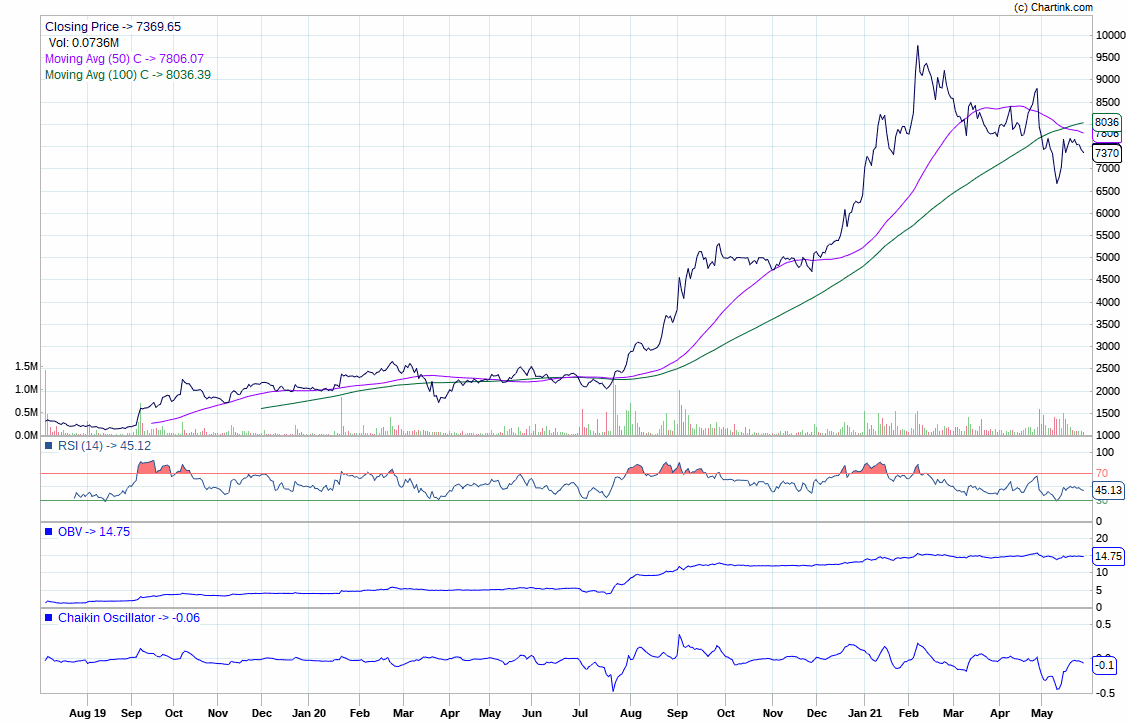 (c) Chartink.com
Closing Price -> 7369.65
Vol: 0.0736M
Moving Avg (50) C -> 7806.07
Moving Avg (100) C -> 8036.39
10000
9500
9000
8500
8036
7806
7370
7000
6500
6000
5500
5000
4500
4000
3500
3000
2500
2000
1500
1000
1.5M
1.0M
0.5M
0.0M
RSI (14) -> 45.12
100
70
45.13
30
0
OBV -> 14.75
20
14.75
10
5
0
Chaikin Oscillator -> -0.06
0.5
0.0
-0.1
-0.5
Aug 19 Sep Oct Nov Dec Jan 20 Feb Mar Apr May Jun Jul Aug Sep Oct Nov Dec Jan 21 Feb Mar Apr May